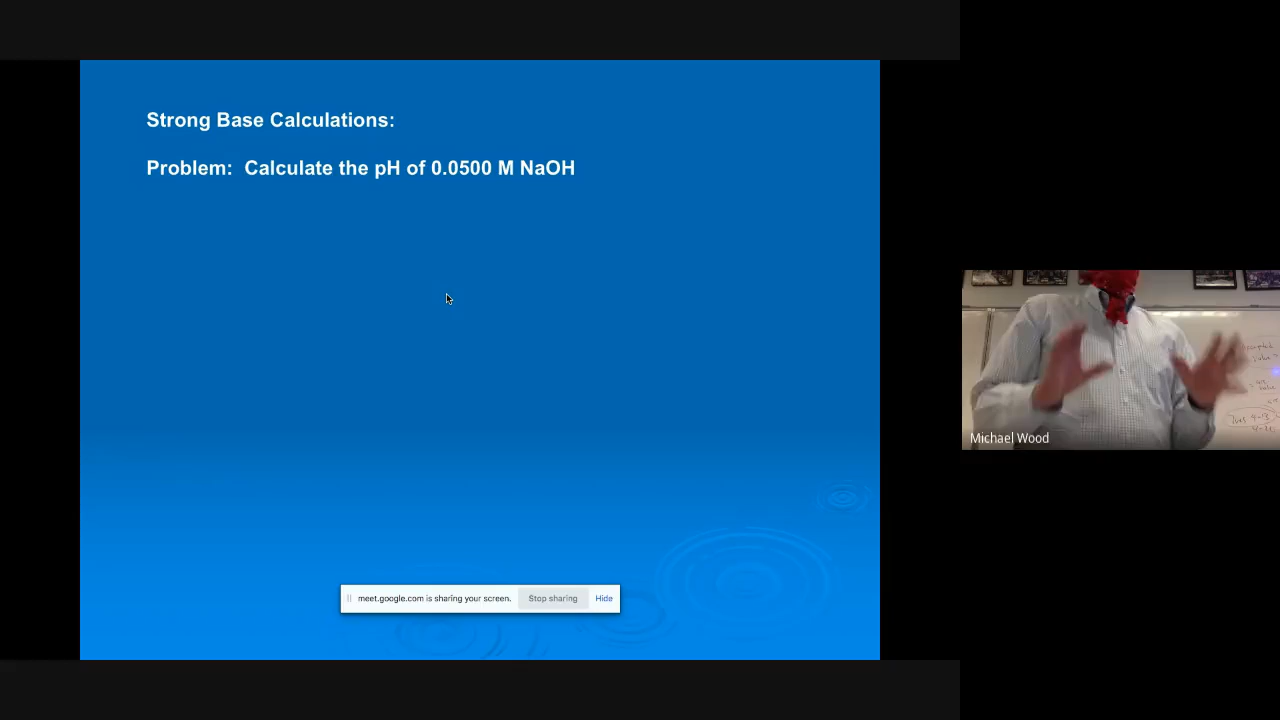 Strong Base Calculations:
Problem:  Calculate the pH of 0.0500 M NaOH
meet.google.com is sharing your screen.
Stop sharing
Hide
Michael Wood